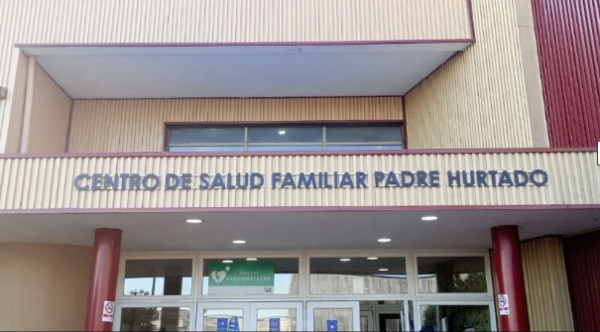 CENTRO DE SALUD FAMILIAR PADRE HURTADO